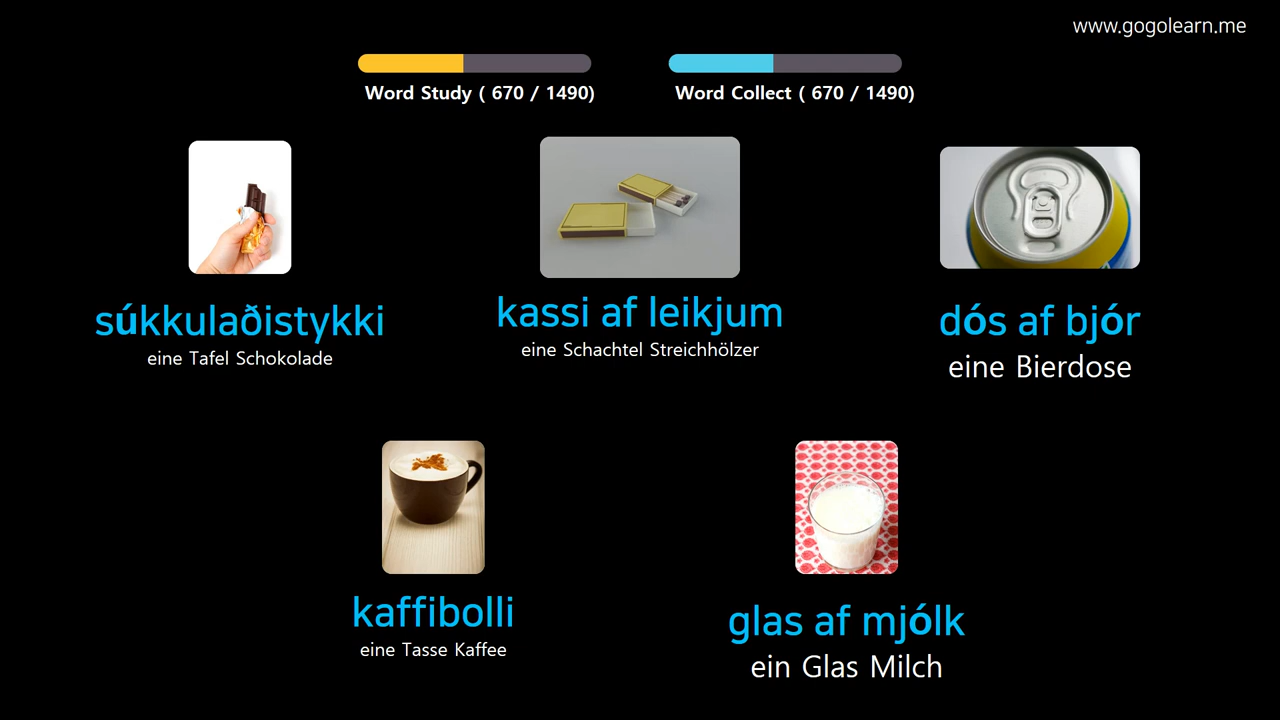 www.gogolearn.me
Word Study ( 670 / 1490)
Word Collect ( 670 / 1490)
súkkulaðistykki
eine Tafel Schokolade
kassi af leikjum
eine Schachtel Streichhölzer
dós af bjór
eine Bierdose
kaffibolli
eine Tasse Kaffee
glas af mjólk
ein Glas Milch